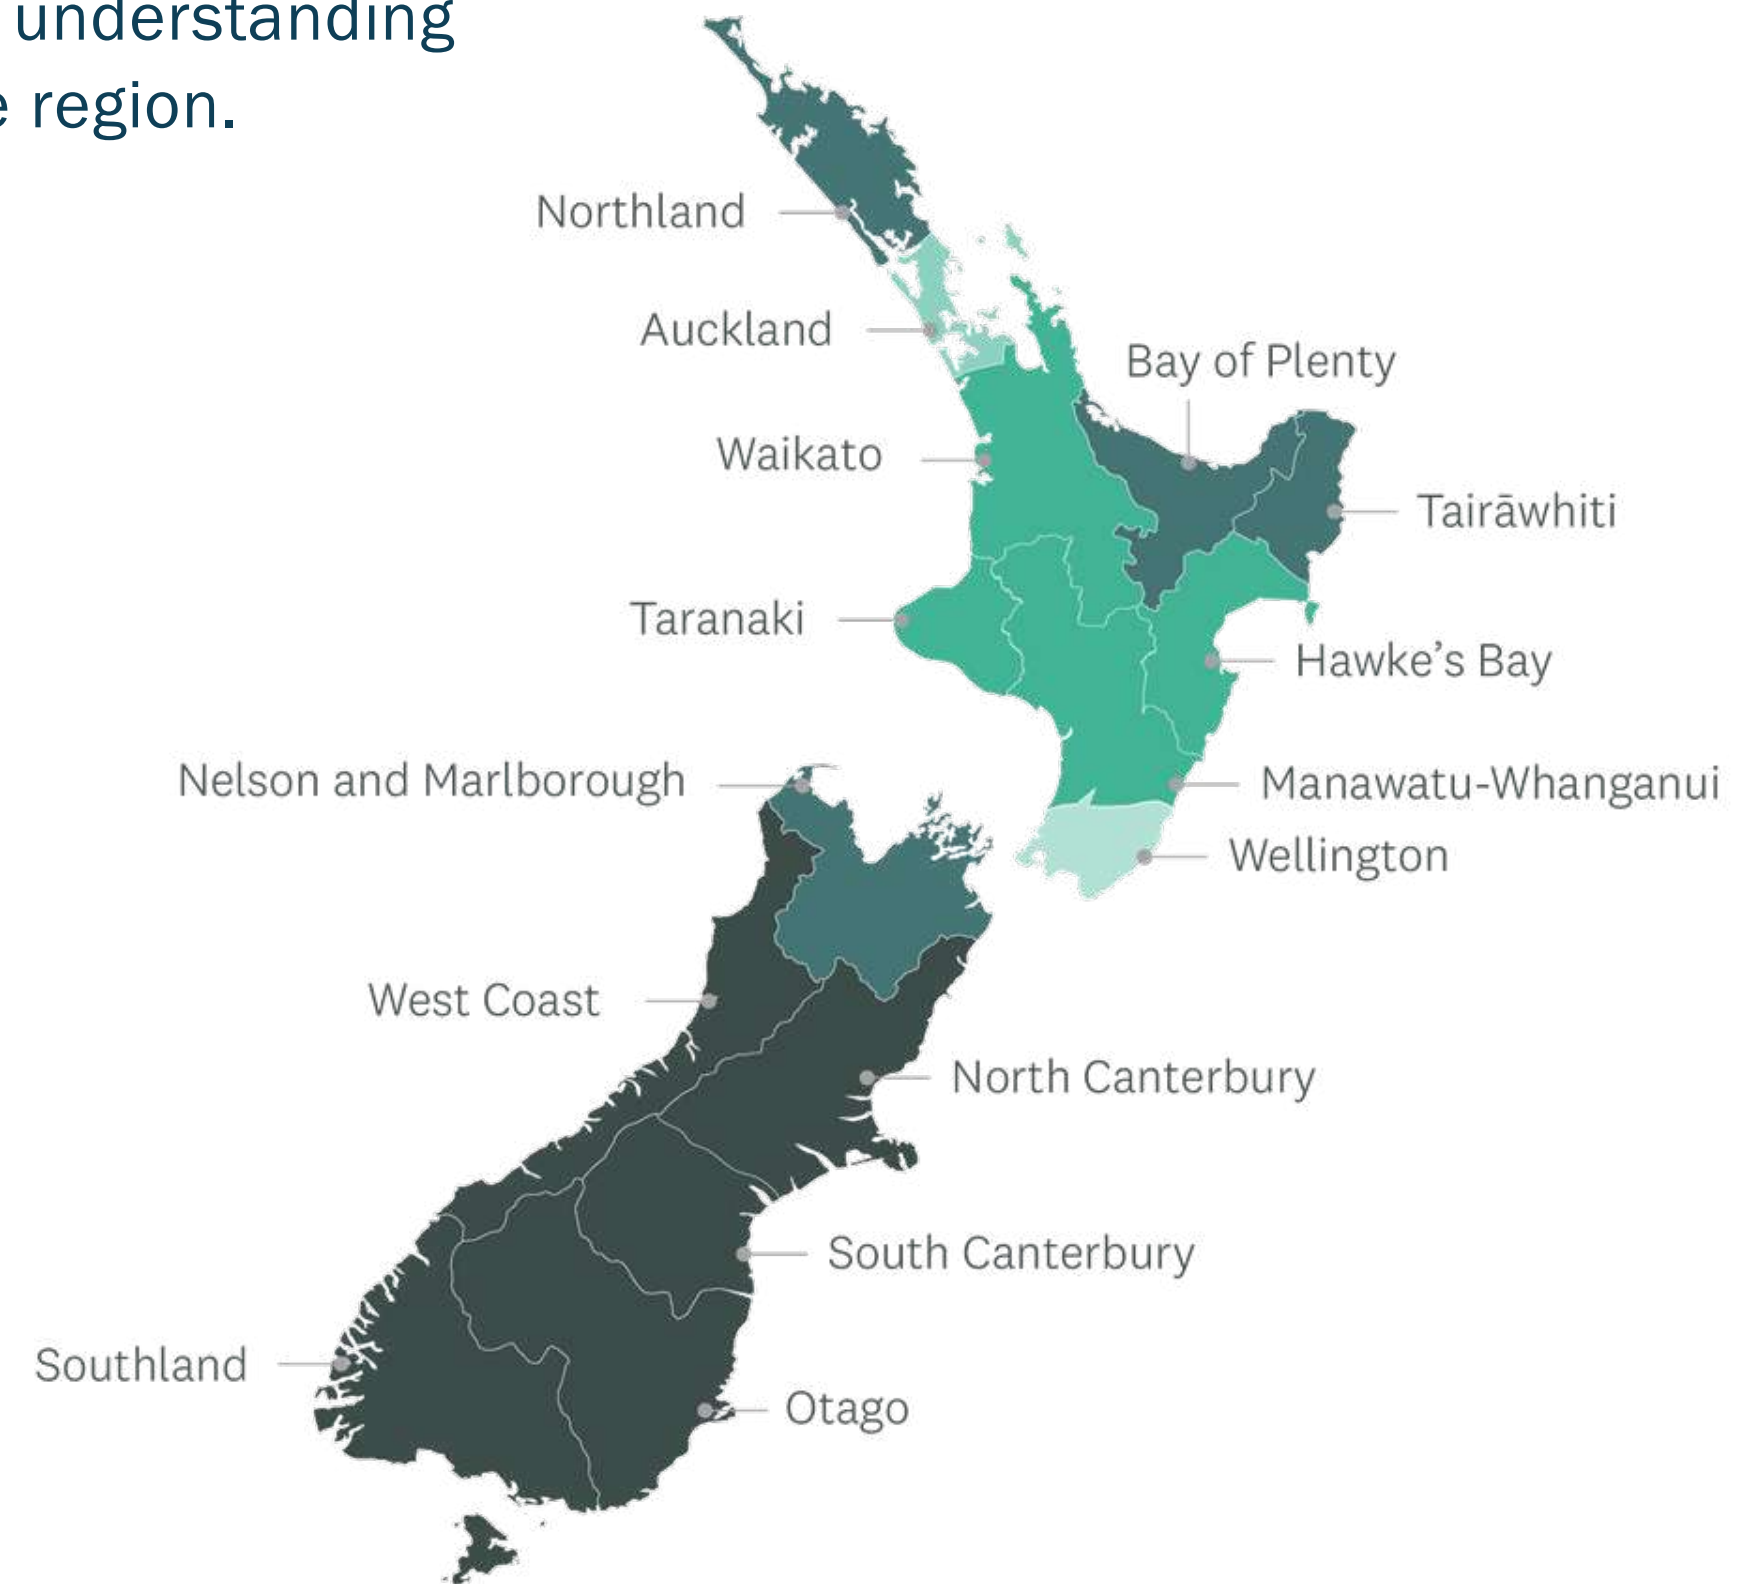 understanding
e region.
Northland
Auckland
Bay of Plenty
Waikato
Tairāwhiti
Taranaki
Hawke’s Bay
Nelson and Marlborough
Manawatu-Whanganui
Wellington
West Coast
North Canterbury
South Canterbury
Southland
Otago